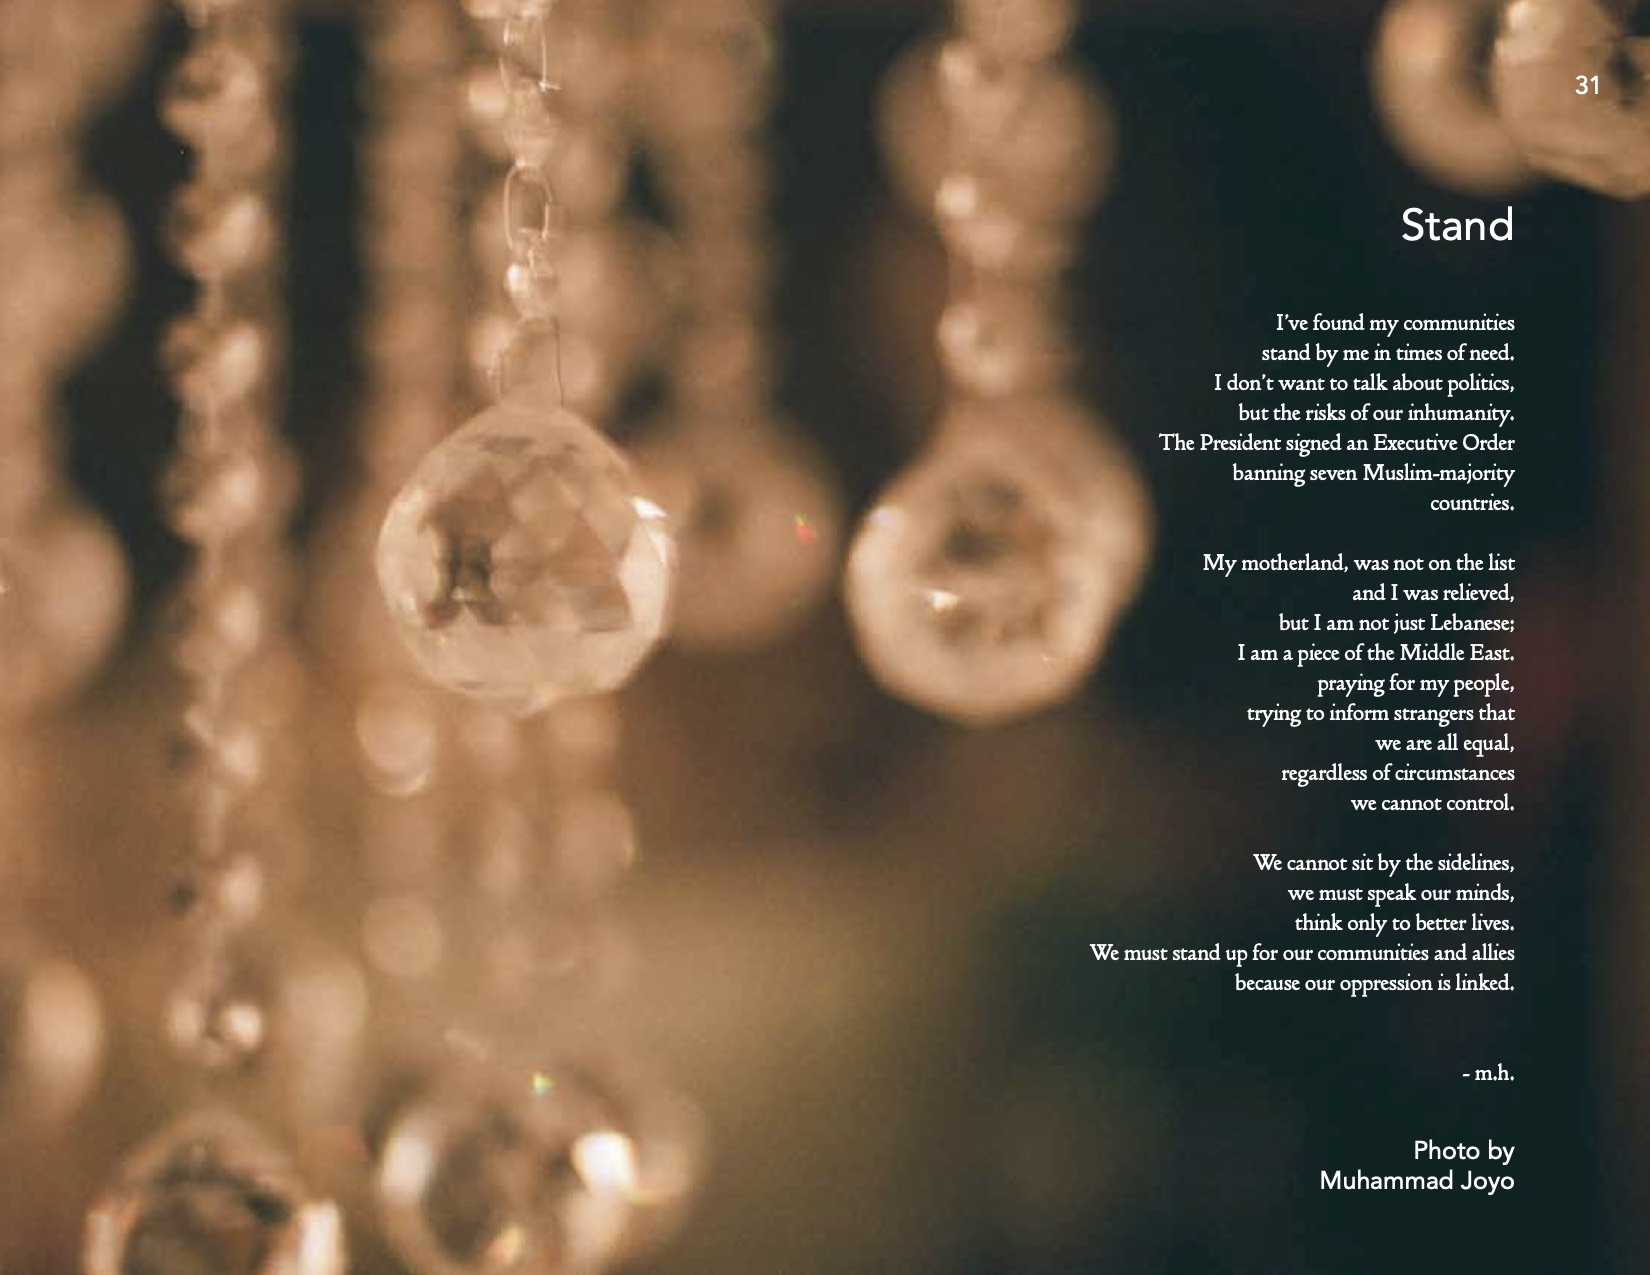 31
Stand
I've found my communities
stand by me in times of need.
I don't want to talk about politics,
but the risks of our inhumanity.
The President signed an Executive Order
banning seven Muslim-majority
countries.
My motherland, was not on the list
and I was relieved,
but I am not just Lebanese;
I am a piece of the Middle East.
praying for my people,
trying to inform strangers that
we are all equal,
regardless of circumstances
we cannot control.
We cannot sit by the sidelines,
we must speak our minds,
think only to better lives.
We must stand up for our communities and allies
because our oppression is linked.
- m.h.
Photo by
Muhammad Joyo